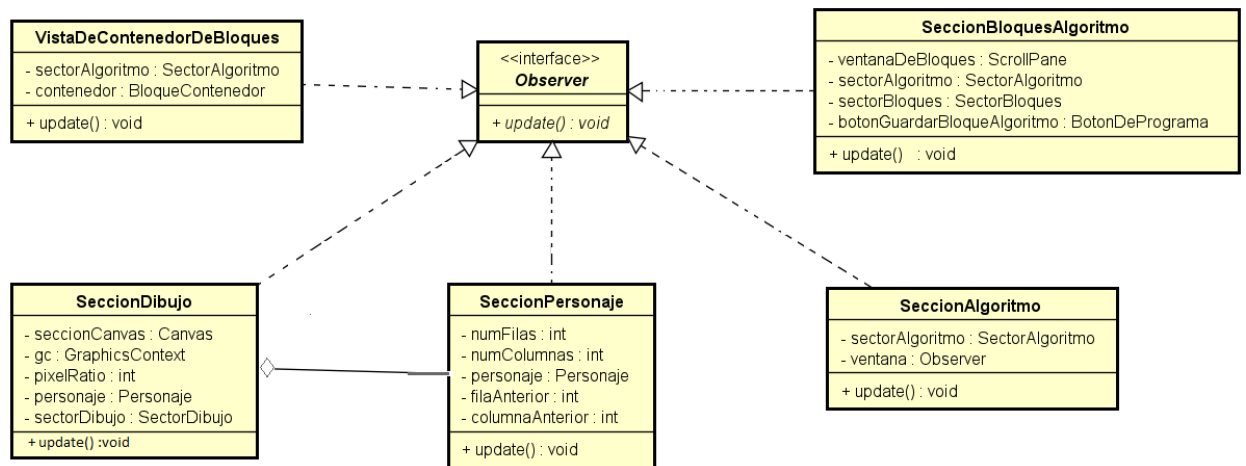 VistaDeContenedorDeBloques
- sectorAlgoritmo : SectorAlgoritmo
- contenedor : BloqueContenedor
+ update() : void
<<interface>>
Observer
+ update() : void
SeccionBloquesAlgoritmo
- ventanaDeBloques : ScrollPane
- sectorAlgoritmo : SectorAlgoritmo
- sectorBloques : SectorBloques
- botonGuardarBloqueAlgoritmo : BotonDePrograma
+ update() : void
SeccionDibujo
- seccionCanvas : Canvas
- gc : GraphicsContext
- pixelRatio : int
- personaje : Personaje
- sectorDibujo : SectorDibujo
+ update() :void
SeccionPersonaje
- numFilas : int
- numColumnas : int
- personaje : Personaje
- filaAnterior : int
- columnaAnterior : int
+ update() : void
SeccionAlgoritmo
- sectorAlgoritmo : SectorAlgoritmo
- ventana : Observer
+ update() : void